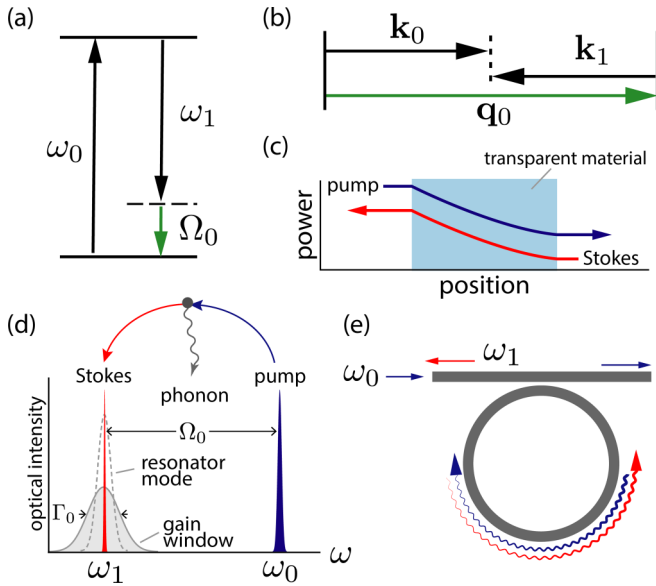 (a)
ω₀
ω₁
Ω₀
(b)
k₀
k₁
q₀
(c)
transparent material
pump
Stokes
power
position
(d)
Stokes
phonon
pump
Ω₀
resonator
mode
Γ₀
gain
window
optical intensity
ω₁
ω₀
ω
(e)
ω₁
ω₀